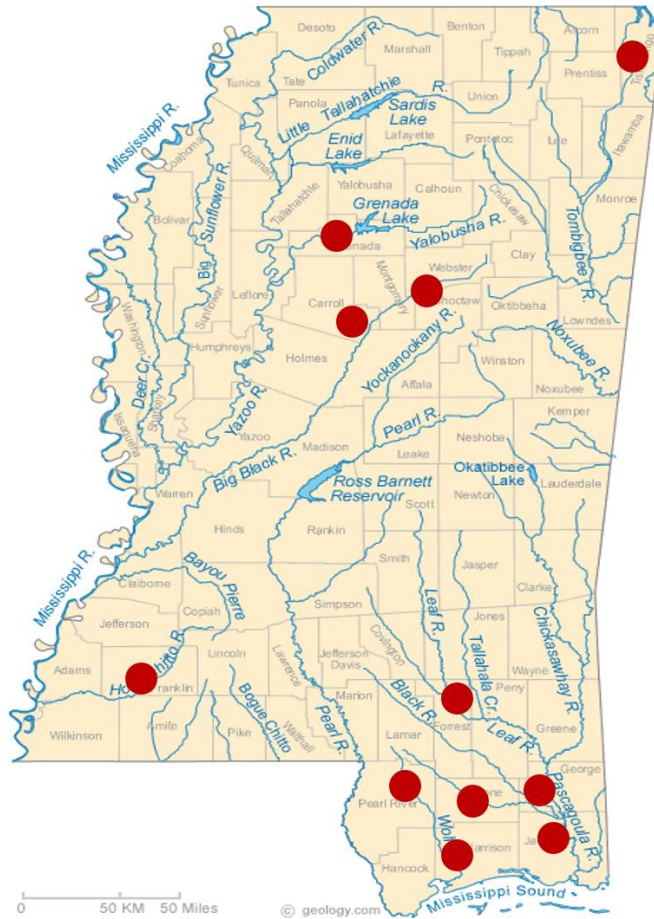 Desoto
Coldwater R.
Marshall
Benton
Tippah
Alcorn
Prentiss
Tunica
Tate
Panola
Little Tallahatchie R.
Sardis
Lake
Union
Lafayette
Pontotoc
Lee
Itawamba
Mississippi R.
Coahoma
Quitman
Enid
Lake
Tallahatchie
Yalobusha
Calhoun
Chickasaw
Monroe
Bolivar
Big Sunflower R.
Grenada
Lake
Yalobusha R.
Tombigbee R.
Clay
Webster
Leflore
Sunflower
Carroll
Montgomery
Oktibbeha
Lowndes
Washington
Humphreys
Holmes
Yockanookany R.
Winston
Noxubee R.
Noxubee
Deer Cr.
Sharkey
Issaquena
Yazoo R.
Yazoo
Attala
Kemper
Madison
Pearl R.
Leake
Neshoba
Big Black R.
Warren
Ross Barnett
Reservoir
Okatibbee
Lake
Newton
Lauderdale
Scott
Hinds
Rankin
Mississippi R.
Smith
Jasper
Clarke
Claiborne
Bayou Pierre
Copiah
Simpson
Leaf R.
Jones
Jefferson
Lincoln
Lawrence
Jefferson
Davis
Covington
Tallahala Cr.
Chickasawhay R.
Wayne
Adams
Franklin
Marion
Perry
Wilkinson
Amite
Pike
Bogue Chitto
Walthall
Pearl R.
Lamar
Black R.
Forrest
Leaf R.
Greene
George
Pearl River
Pascagoula R.
Hancock
Mississippi Sound
0 50 KM 50 Miles
© geology.com